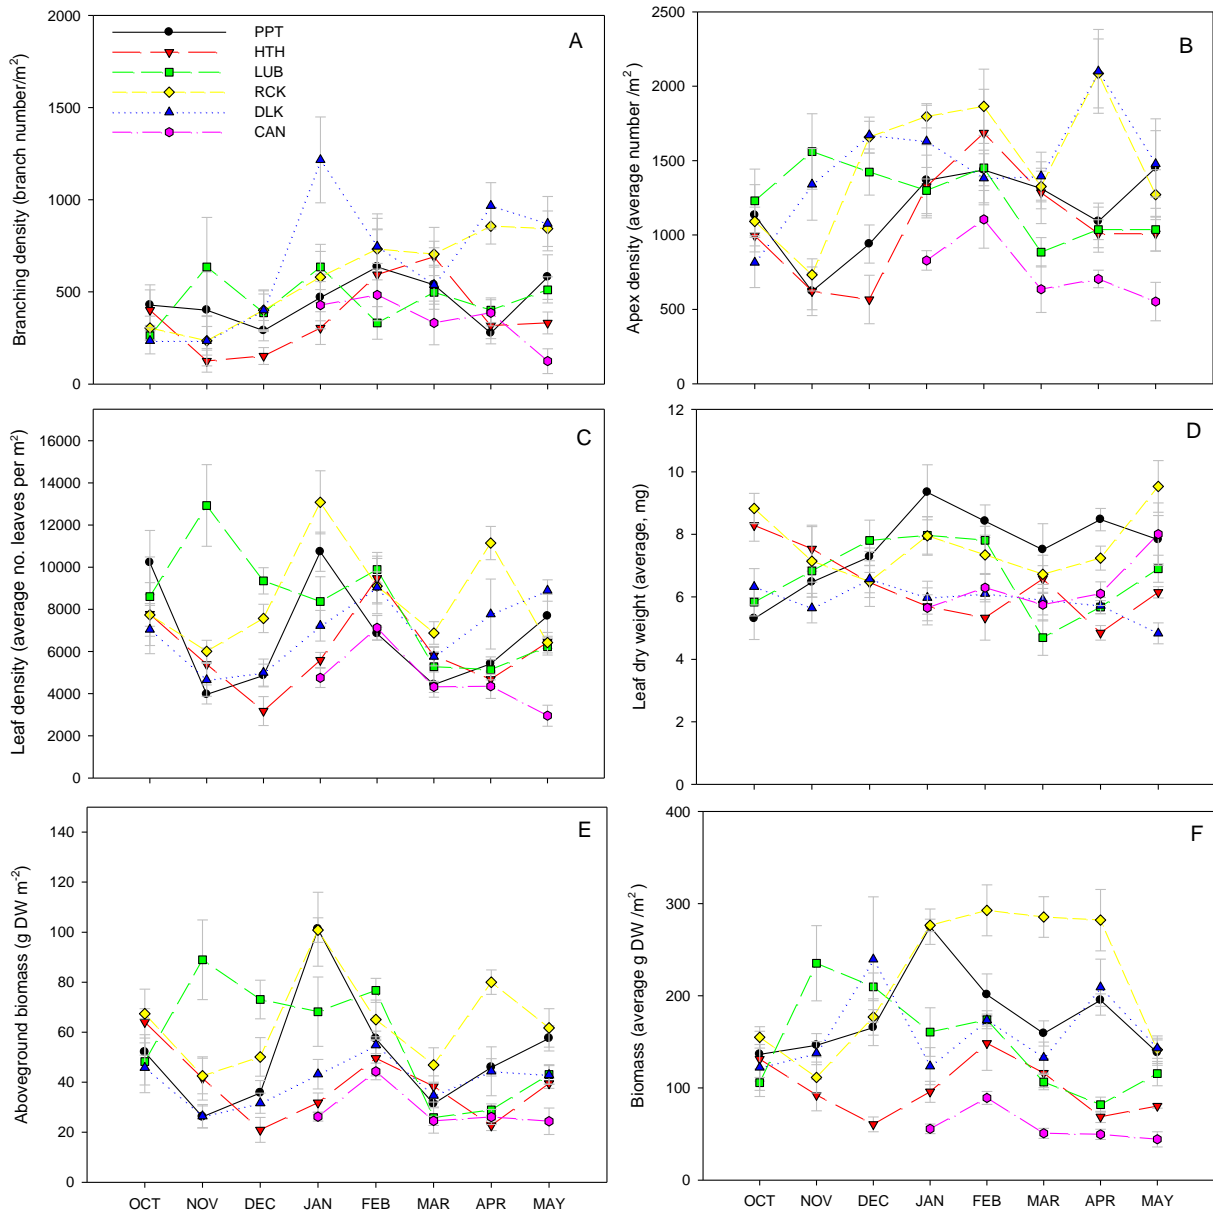 2000
1500
1000
500
0
Branching density (branch number/m²)
PPT
HTH
LUB
RCK
DLK
CAN
A
2500
2000
1500
1000
500
0
Apex density (average number /m²)
B
16000
14000
12000
10000
8000
6000
4000
2000
0
Leaf density (average no. leaves per m²)
C
12
10
8
6
4
2
0
Leaf dry weight (average, mg)
D
140
120
100
80
60
40
20
0
Aboveground biomass (g DW m⁻²)
E
OCT NOV DEC JAN FEB MAR APR MAY
400
300
200
100
0
Biomass (average g DW /m²)
F
OCT NOV DEC JAN FEB MAR APR MAY